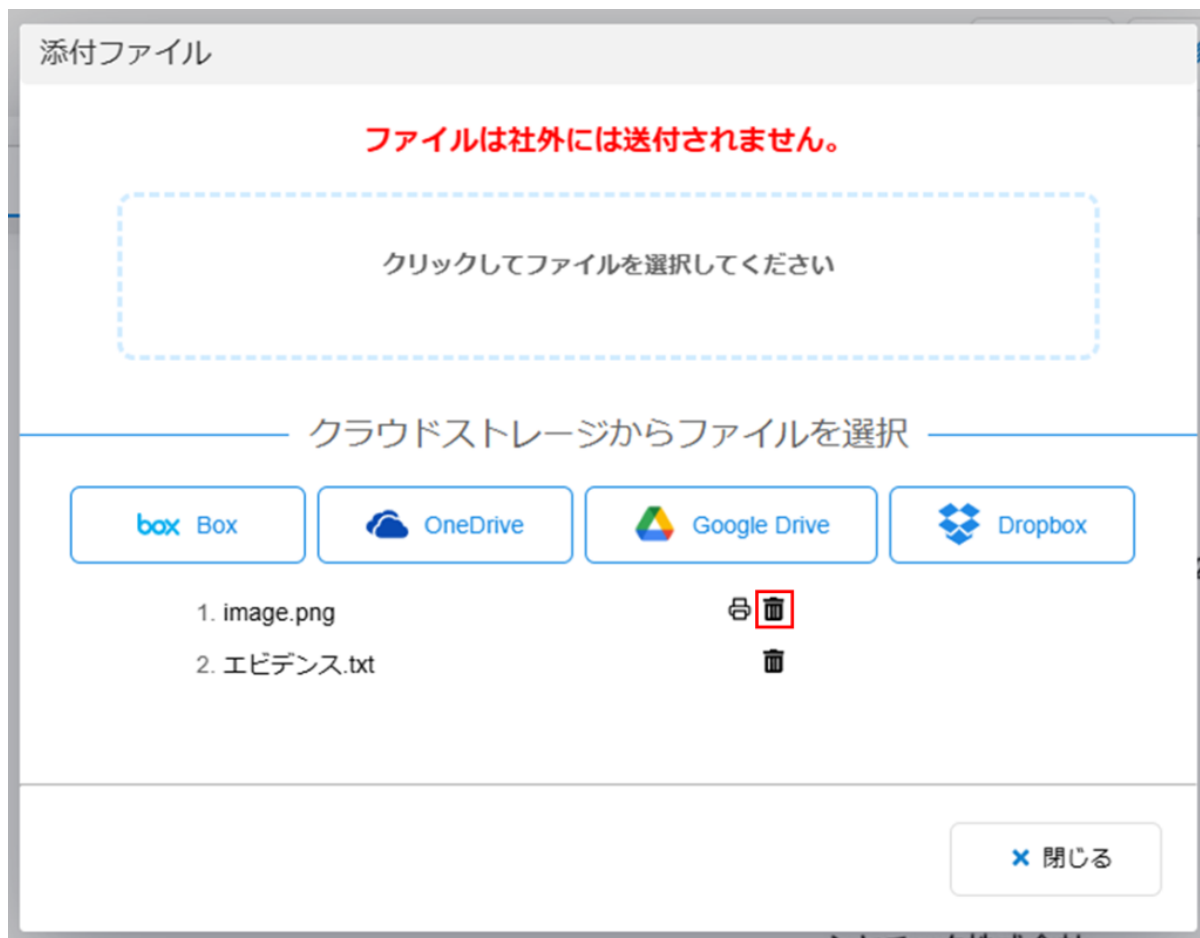 添付ファイル
ファイルは社外には送付されません。
クリックしてファイルを選択してください
クラウドストレージからファイルを選択
box Box OneDrive Google Drive Dropbox
1. image.png
2. エビデンス.txt
× 閉じる